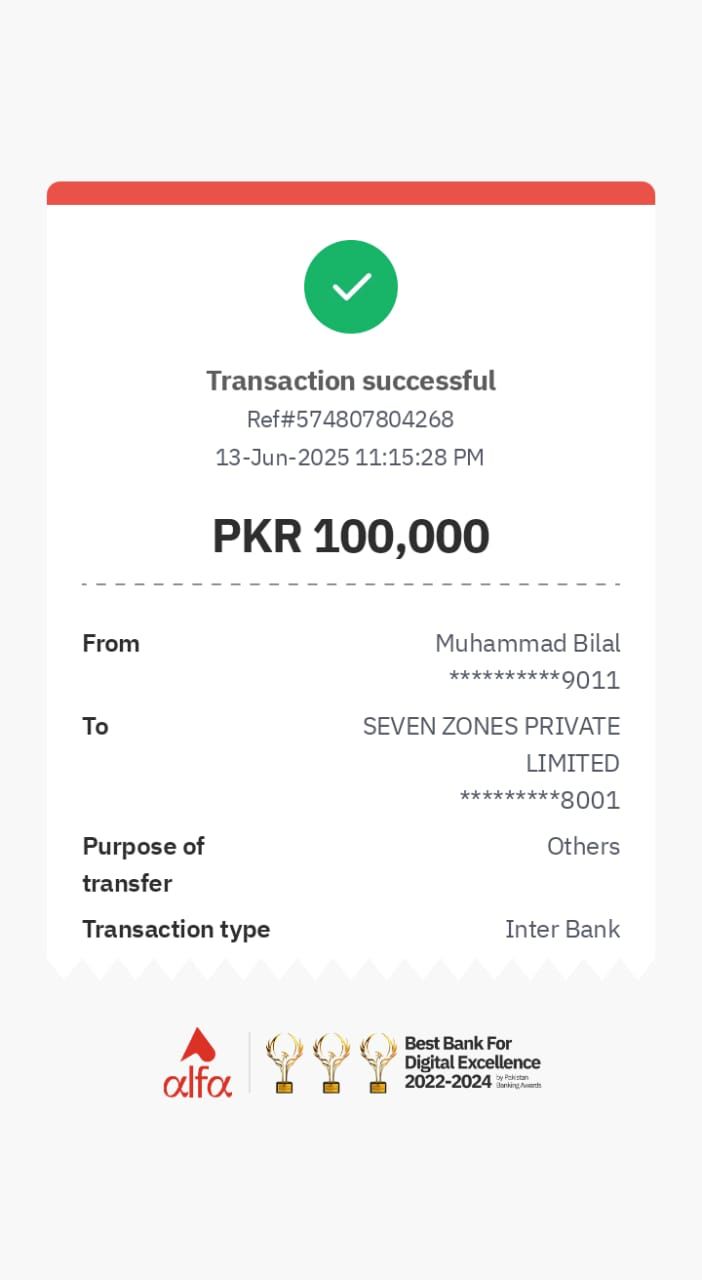 Transaction successful
Ref#574807804268
13-Jun-2025 11:15:28 PM
PKR 100,000
From Muhammad Bilal
**********9011
To SEVEN ZONES PRIVATE
LIMITED
*********8001
Purpose of Others
transfer
Transaction type Inter Bank
alfa
Best Bank For
Digital Excellence
2022-2024 by Pakistan
Banking Awards